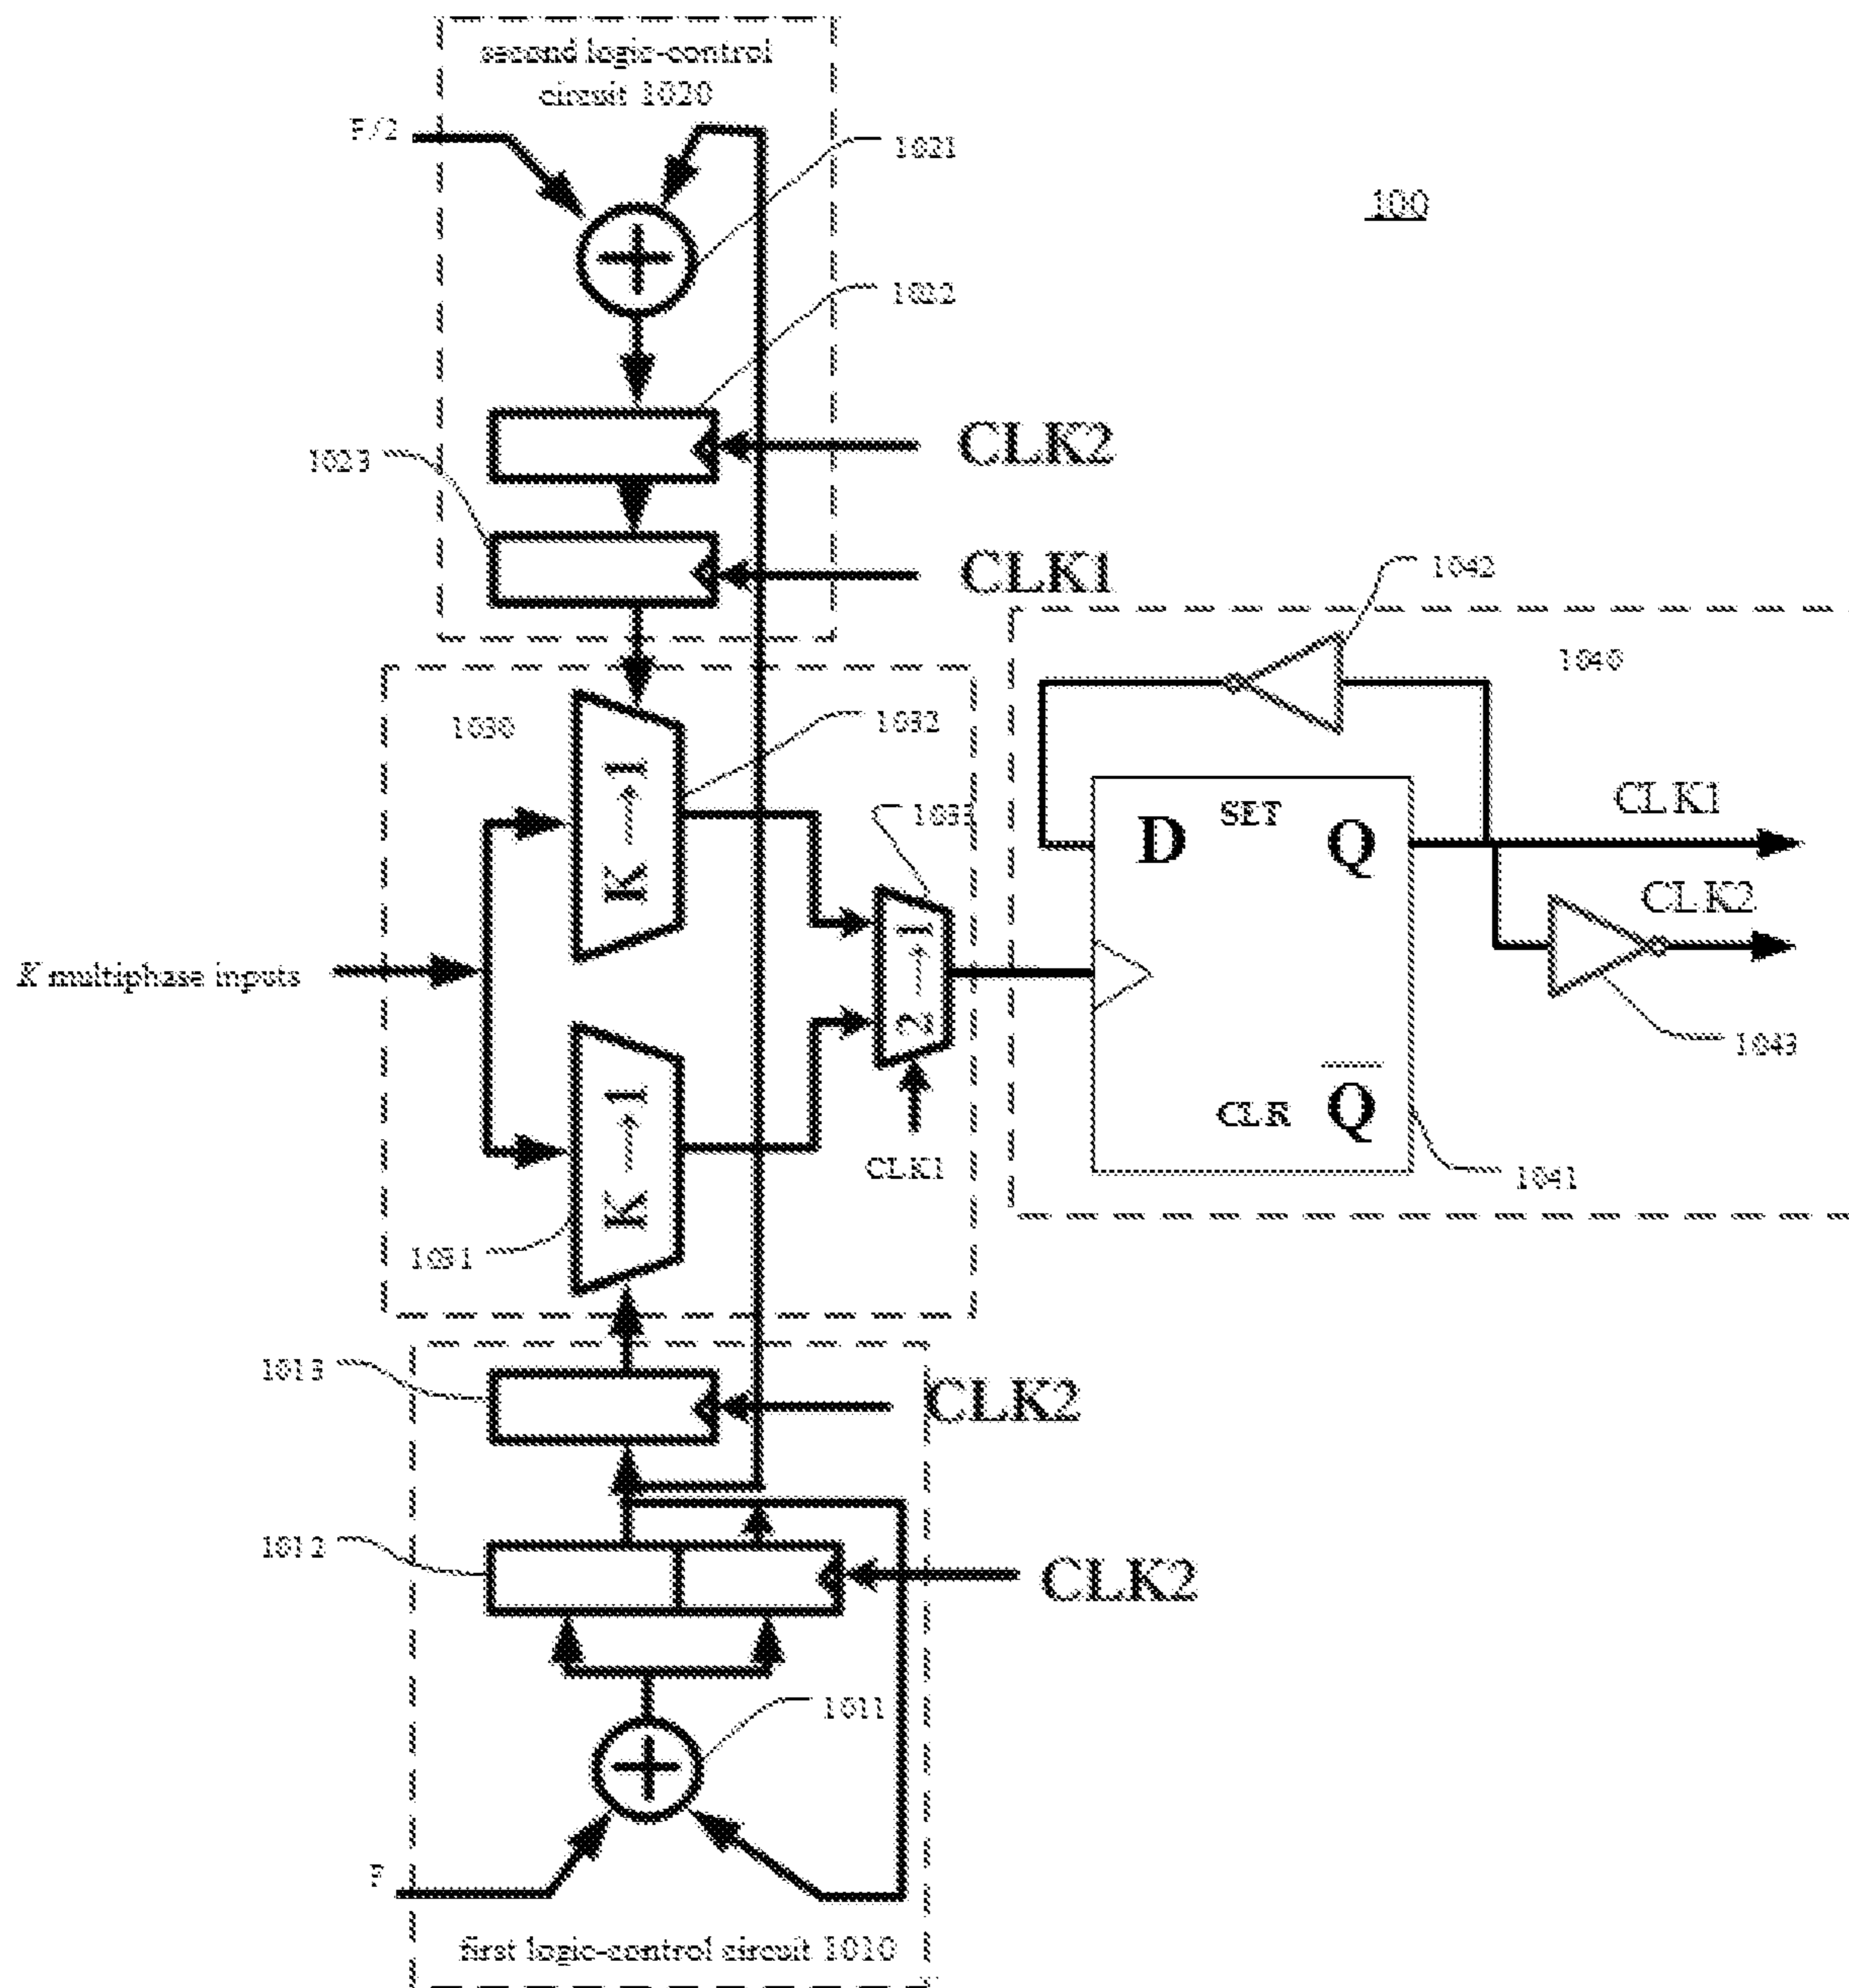 second logic-control
circuit 1020
F/2
1021
100
1022
CLK2
1023
CLK1
1042
1040
1030
1032
K→1
1033
D
SET
Q
CLK1
CLK2
K multiphase inputs
2→1
1043
K→1
CLR
Q
CLK1
1041
1031
1013
CLK2
1012
CLK2
1011
F
first logic-control circuit 1010